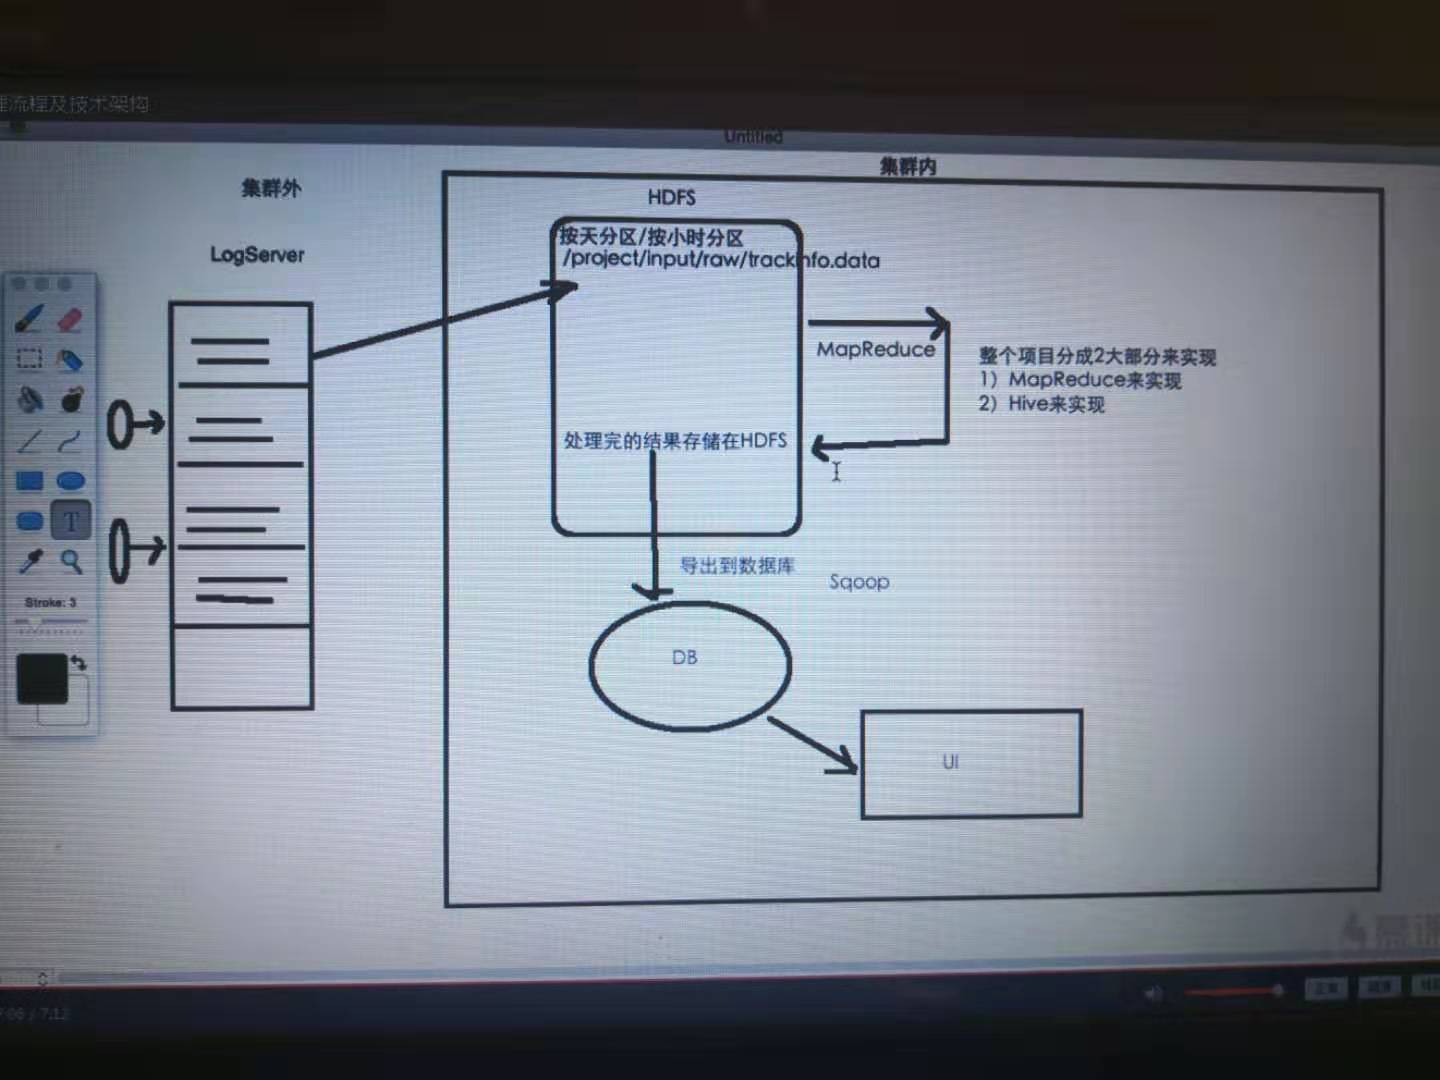 流程及技术架构
Untitled
集群外
集群内
LogServer
HDFS
按天分区/按小时分区
/project/input/raw/trackinfo.data
MapReduce
整个项目分成2大部分来实现
1）MapReduce来实现
2）Hive来实现
处理完的结果存储在HDFS
导出到数据库
Sqoop
DB
UI
T
Stroke: 3
/ 7:12